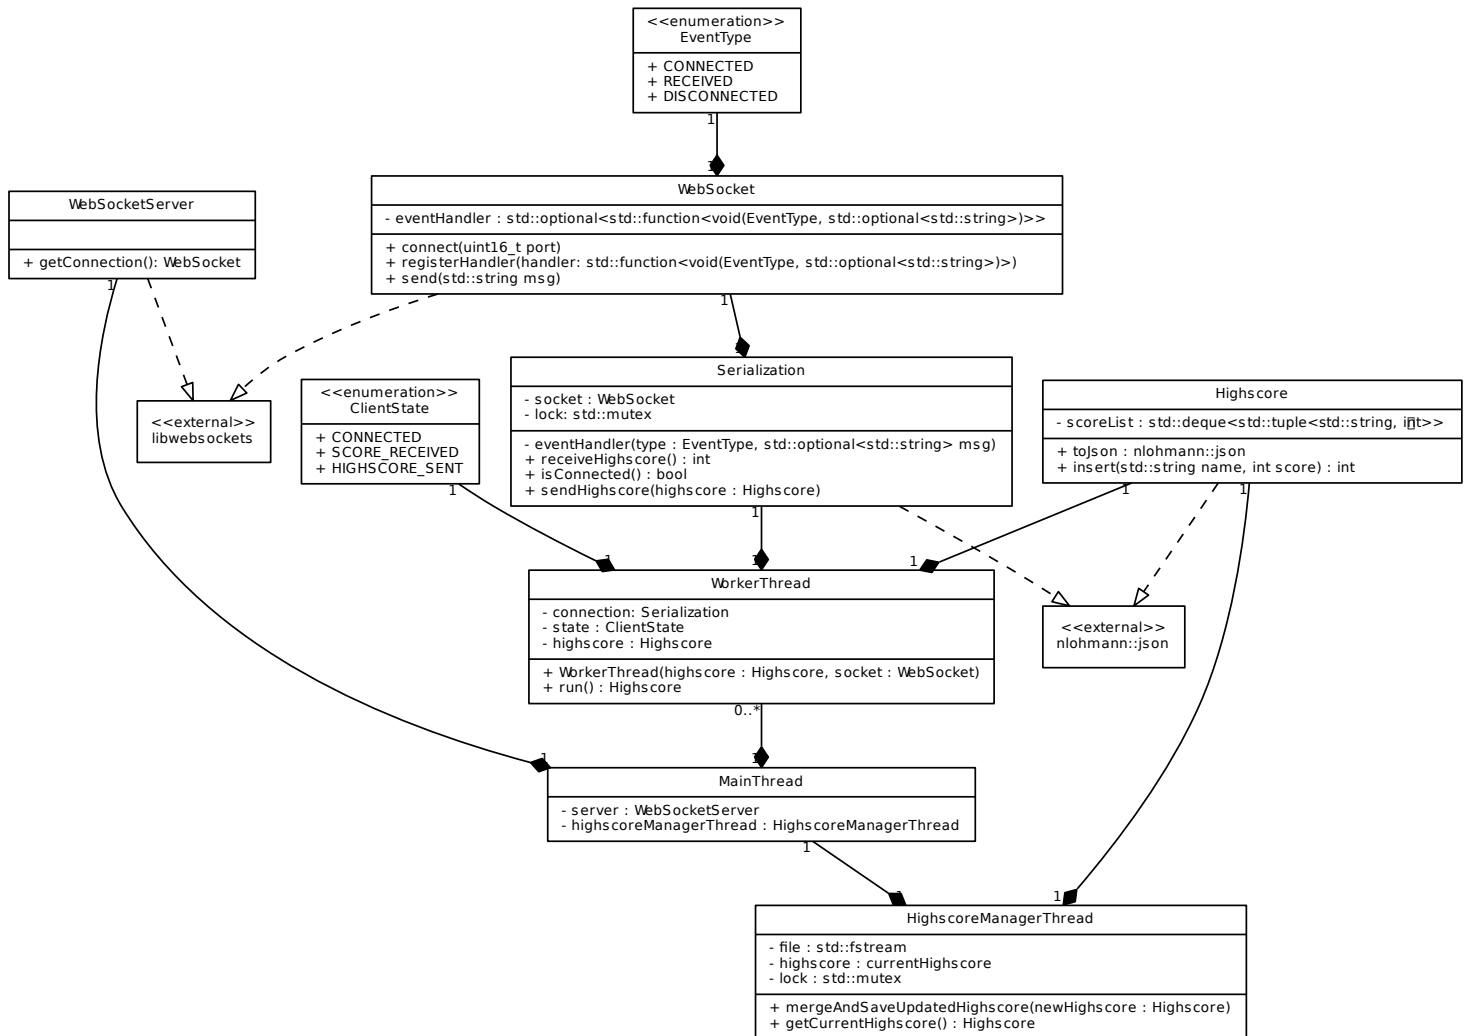 <<enumeration>>
EventType
+ CONNECTED
+ RECEIVED
+ DISCONNECTED
1
1
WebSocket
- eventHandler : std::optional<std::function<void(EventType, std::optional<std::string>)>>
+ connect(uint16_t port)
+ registerHandler(handler: std::function<void(EventType, std::optional<std::string>)>)
+ send(std::string msg)
1
1
WebSocketServer
+ getConnection(): WebSocket
1
<<external>>
libwebsockets
<<enumeration>>
ClientState
+ CONNECTED
+ SCORE_RECEIVED
+ HIGHSCORE_SENT
1
1
Serialization
- socket : WebSocket
- lock: std::mutex
- eventHandler(type : EventType, std::optional<std::string> msg)
+ receiveHighscore() : int
+ isConnected() : bool
+ sendHighscore(highscore : Highscore)
1
1
Highscore
- scoreList : std::deque<std::tuple<std::string, int>>
+ toJson : nlohmann::json
+ insert(std::string name, int score) : int
1
1
1
WorkerThread
- connection: Serialization
- state : ClientState
- highscore : Highscore
+ WorkerThread(highscore : Highscore, socket : WebSocket)
+ run() : Highscore
0..*
1
<<external>>
nlohmann::json
1
MainThread
- server : WebSocketServer
- highscoreManagerThread : HighscoreManagerThread
1
1
1
HighscoreManagerThread
- file : std::fstream
- highscore : currentHighscore
- lock : std::mutex
+ mergeAndSaveUpdatedHighscore(newHighscore : Highscore)
+ getCurrentHighscore() : Highscore